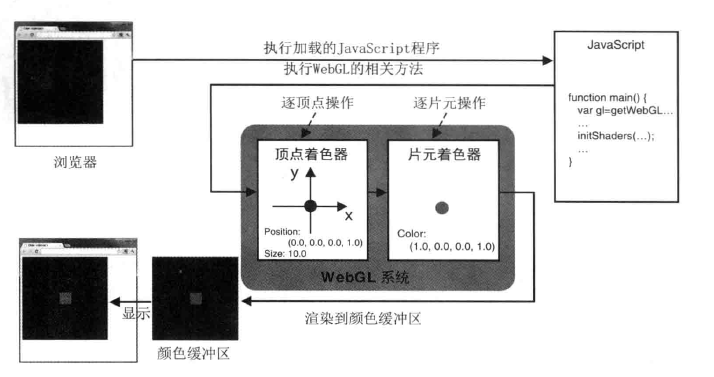 执行加载的JavaScript程序
执行WebGL的相关方法
JavaScript
function main() {
var gl=getWebGL...
...
initShaders(...);
...
}
浏览器
逐顶点操作
逐片元操作
顶点着色器
y
x
Position:
(0.0, 0.0, 0.0, 1.0)
Size: 10.0
片元着色器
Color:
(1.0, 0.0, 0.0, 1.0)
WebGL 系统
显示
渲染到颜色缓冲区
颜色缓冲区